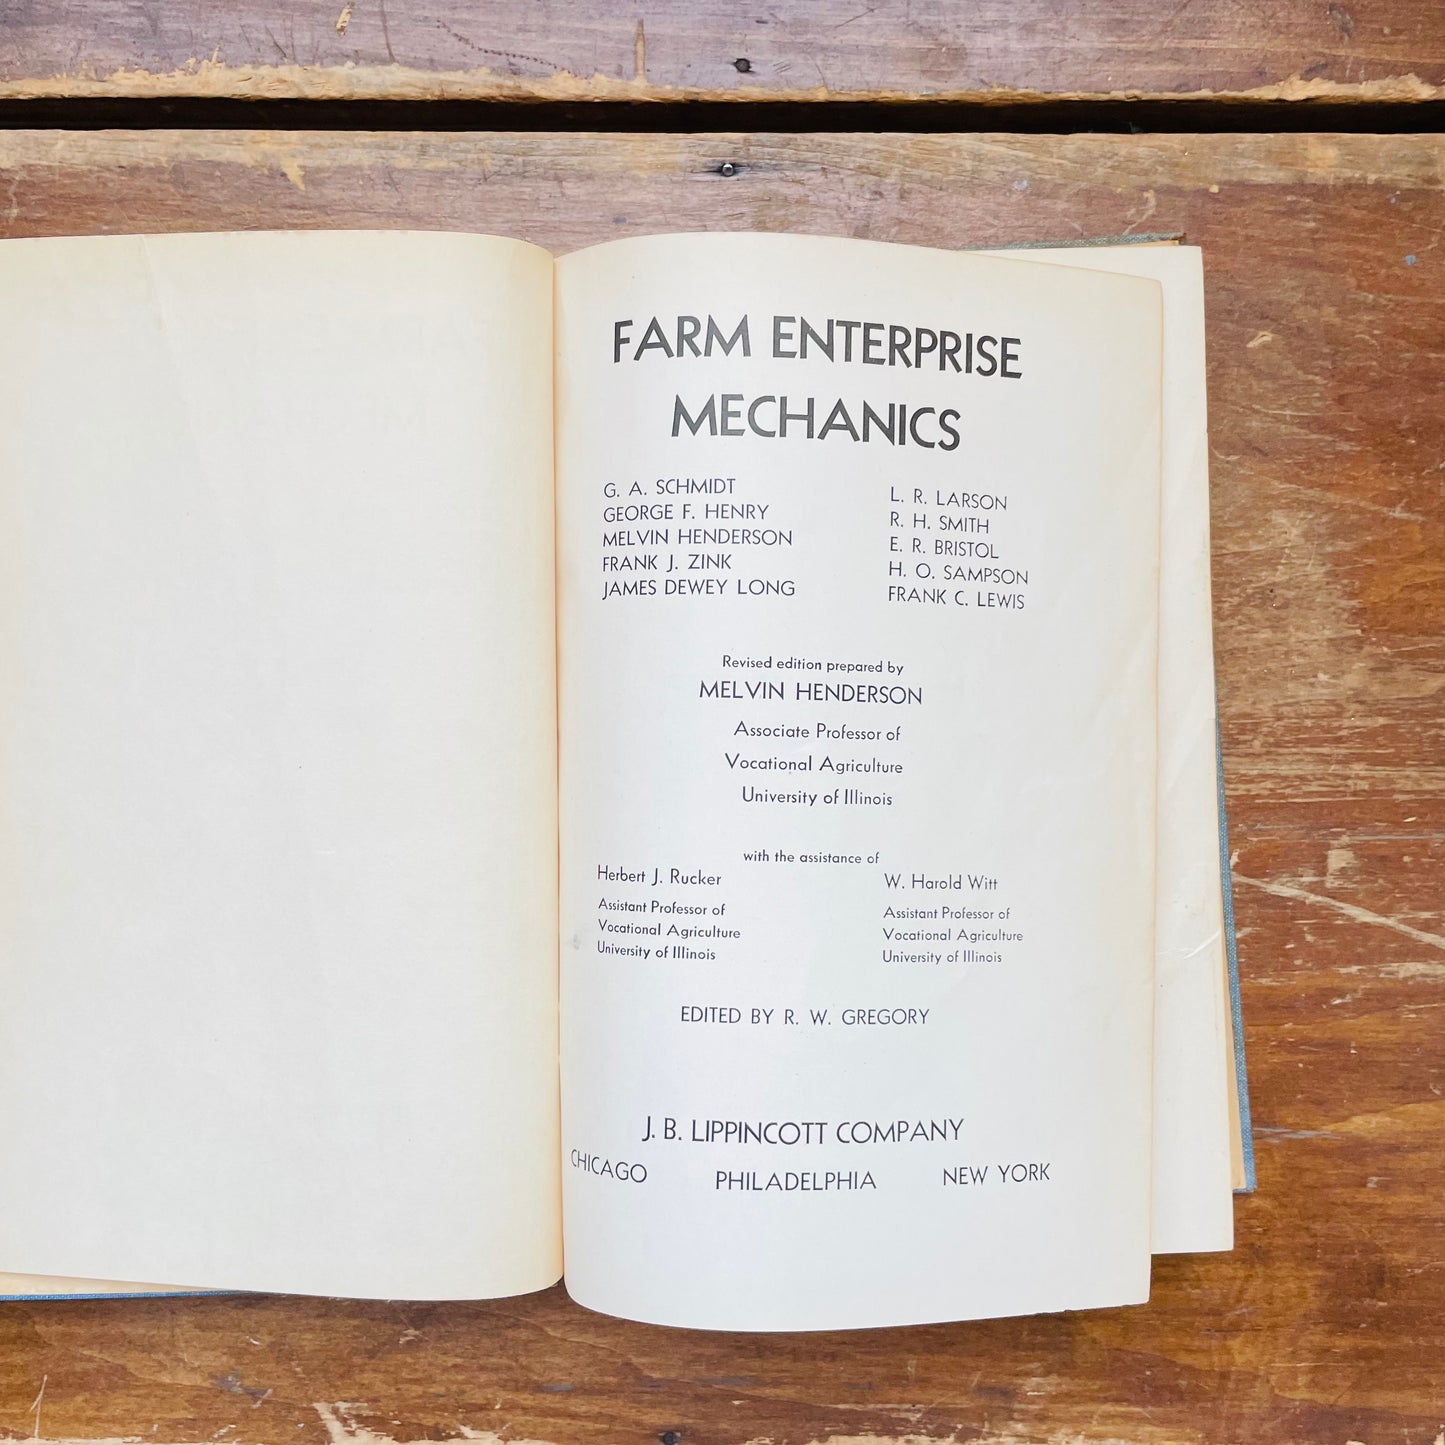 FARM ENTERPRISE
MECHANICS
G. A. SCHMIDT
GEORGE F. HENRY
MELVIN HENDERSON
FRANK J. ZINK
JAMES DEWEY LONG
L. R. LARSON
R. H. SMITH
E. R. BRISTOL
H. O. SAMPSON
FRANK C. LEWIS
Revised edition prepared by
MELVIN HENDERSON
Associate Professor of
Vocational Agriculture
University of Illinois
with the assistance of
Herbert J. Rucker
Assistant Professor of
Vocational Agriculture
University of Illinois
W. Harold Witt
Assistant Professor of
Vocational Agriculture
University of Illinois
EDITED BY R. W. GREGORY
J. B. LIPPINCOTT COMPANY
CHICAGO PHILADELPHIA NEW YORK